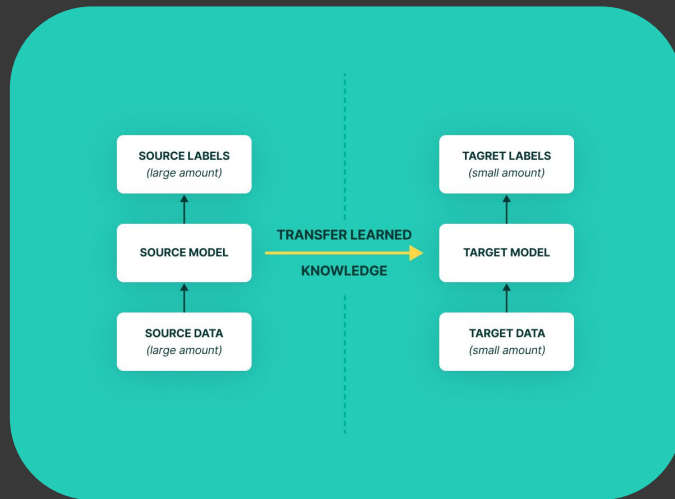 SOURCE LABELS
(large amount)
TAGRET LABELS
(small amount)
TRANSFER LEARNED
SOURCE MODEL
TARGET MODEL
KNOWLEDGE
SOURCE DATA
(large amount)
TARGET DATA
(small amount)